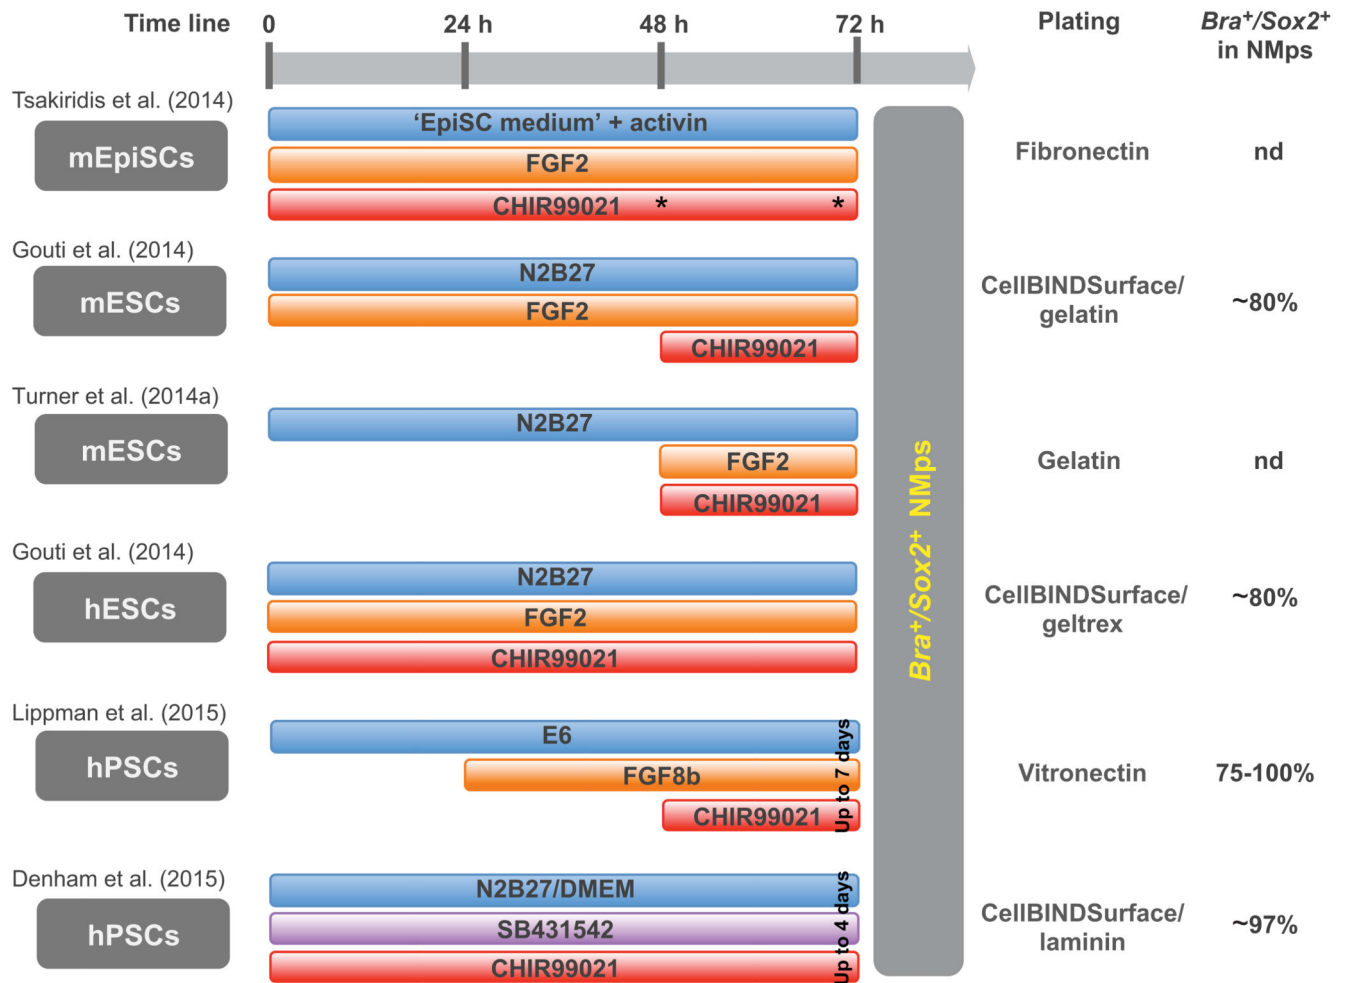 Time line 0 24 h 48 h 72 h Plating Bra⁺/Sox2⁺
in NMps
Tsakiridis et al. (2014)
mEpiSCs
‘EpiSC medium’ + activin
FGF2
CHIR99021 * *
Fibronectin nd
Gouti et al. (2014)
mESCs
N2B27
FGF2
CHIR99021
CellBINDSurface/
gelatin
~80%
Turner et al. (2014a)
mESCs
N2B27
FGF2
CHIR99021
Gelatin nd
Gouti et al. (2014)
hESCs
N2B27
FGF2
CHIR99021
CellBINDSurface/
geltrex
~80%
Lippman et al. (2015)
hPSCs
E6
FGF8b
CHIR99021
Up to 7 days
Vitronectin 75-100%
Denham et al. (2015)
hPSCs
N2B27/DMEM
SB431542
CHIR99021
Up to 4 days
CellBINDSurface/
laminin
~97%
Bra⁺/Sox2⁺ NMps